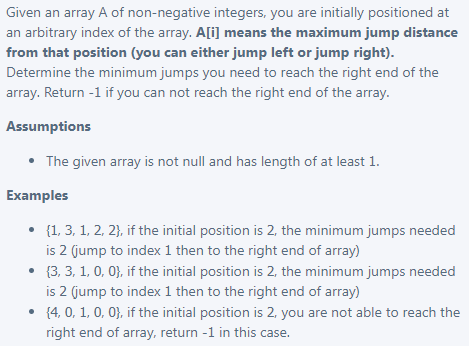 Given an array A of non-negative integers, you are initially positioned at
an arbitrary index of the array. A[i] means the maximum jump distance
from that position (you can either jump left or jump right).
Determine the minimum jumps you need to reach the right end of the
array. Return -1 if you can not reach the right end of the array.
Assumptions
• The given array is not null and has length of at least 1.
Examples
• {1, 3, 1, 2, 2}, if the initial position is 2, the minimum jumps needed
is 2 (jump to index 1 then to the right end of array)
• {3, 3, 1, 0, 0}, if the initial position is 2, the minimum jumps needed
is 2 (jump to index 1 then to the right end of array)
• {4, 0, 1, 0, 0}, if the initial position is 2, you are not able to reach the
right end of array, return -1 in this case.